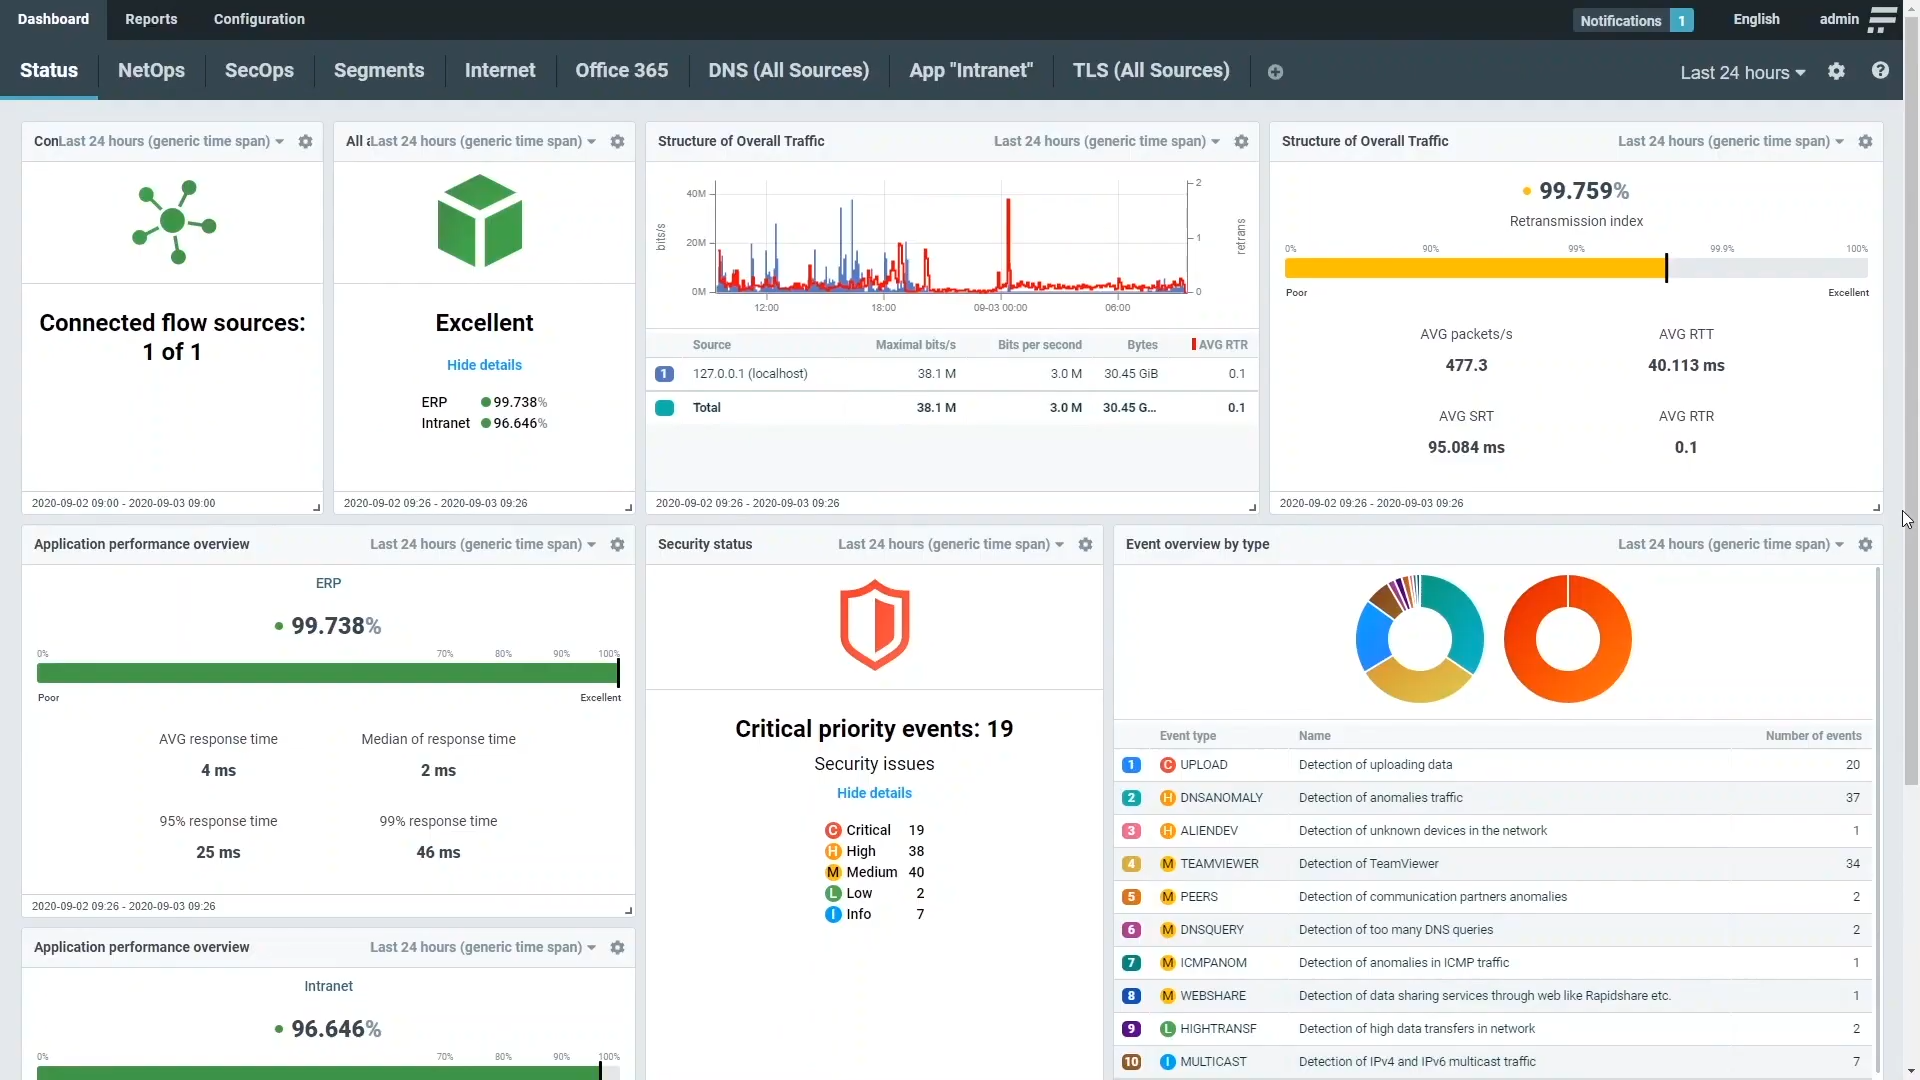 Dashboard Reports Configuration Notifications 1 English admin
Status NetOps SecOps Segments Internet Office 365 DNS (All Sources) App "Intranet" TLS (All Sources) Last 24 hours
Con Last 24 hours (generic time span)
Connected flow sources:
1 of 1
2020-09-02 09:00 - 2020-09-03 09:00
All a Last 24 hours (generic time span)
Excellent
Hide details
ERP 99.738%
Intranet 96.646%
2020-09-02 09:26 - 2020-09-03 09:26
Structure of Overall Traffic Last 24 hours (generic time span)
40M 2
bits/s 20M 1 retrans
0M 0
12:00 18:00 09-03 00:00 06:00
Source Maximal bits/s Bits per second Bytes AVG RTR
1 127.0.0.1 (localhost) 38.1 M 3.0 M 30.45 GiB 0.1
Total 38.1 M 3.0 M 30.45 G... 0.1
2020-09-02 09:26 - 2020-09-03 09:26
Structure of Overall Traffic Last 24 hours (generic time span)
99.759%
Retransmission index
0% 90% 99% 99.9% 100%
Poor Excellent
AVG packets/s AVG RTT
477.3 40.113 ms
AVG SRT AVG RTR
95.084 ms 0.1
2020-09-02 09:26 - 2020-09-03 09:26
Application performance overview Last 24 hours (generic time span)
ERP
99.738%
0% 70% 80% 90% 100%
Poor Excellent
AVG response time Median of response time
4 ms 2 ms
95% response time 99% response time
25 ms 46 ms
2020-09-02 09:26 - 2020-09-03 09:26
Application performance overview Last 24 hours (generic time span)
Intranet
96.646%
0% 70% 80% 90% 100%
Security status Last 24 hours (generic time span)
Critical priority events: 19
Security issues
Hide details
C Critical 19
H High 38
M Medium 40
L Low 2
I Info 7
Event overview by type Last 24 hours (generic time span)
Event type Name Number of events
1 C UPLOAD Detection of uploading data 20
2 H DNSANOMALY Detection of anomalies traffic 37
3 H ALIENDEV Detection of unknown devices in the network 1
4 M TEAMVIEWER Detection of TeamViewer 34
5 M PEERS Detection of communication partners anomalies 2
6 M DNSQUERY Detection of too many DNS queries 2
7 M ICMPANOM Detection of anomalies in ICMP traffic 1
8 M WEBSHARE Detection of data sharing services through web like Rapidshare etc. 1
9 L HIGHTRANSF Detection of high data transfers in network 2
10 I MULTICAST Detection of IPv4 and IPv6 multicast traffic 7